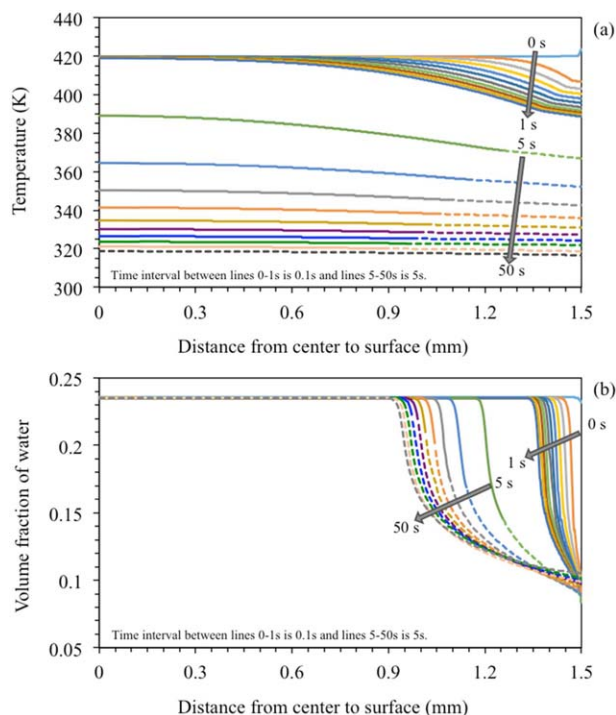 (a)
420
400
380
360
340
320
300
Temperature (K)
0 s
1 s
5 s
50 s
Time interval between lines 0-1s is 0.1s and lines 5-50s is 5s.
0
0.3
0.6
0.9
1.2
1.5
Distance from center to surface (mm)
(b)
0.25
0.2
0.15
0.1
0.05
Volume fraction of water
0 s
1 s
5 s
50 s
Time interval between lines 0-1s is 0.1s and lines 5-50s is 5s.
0
0.3
0.6
0.9
1.2
1.5
Distance from center to surface (mm)